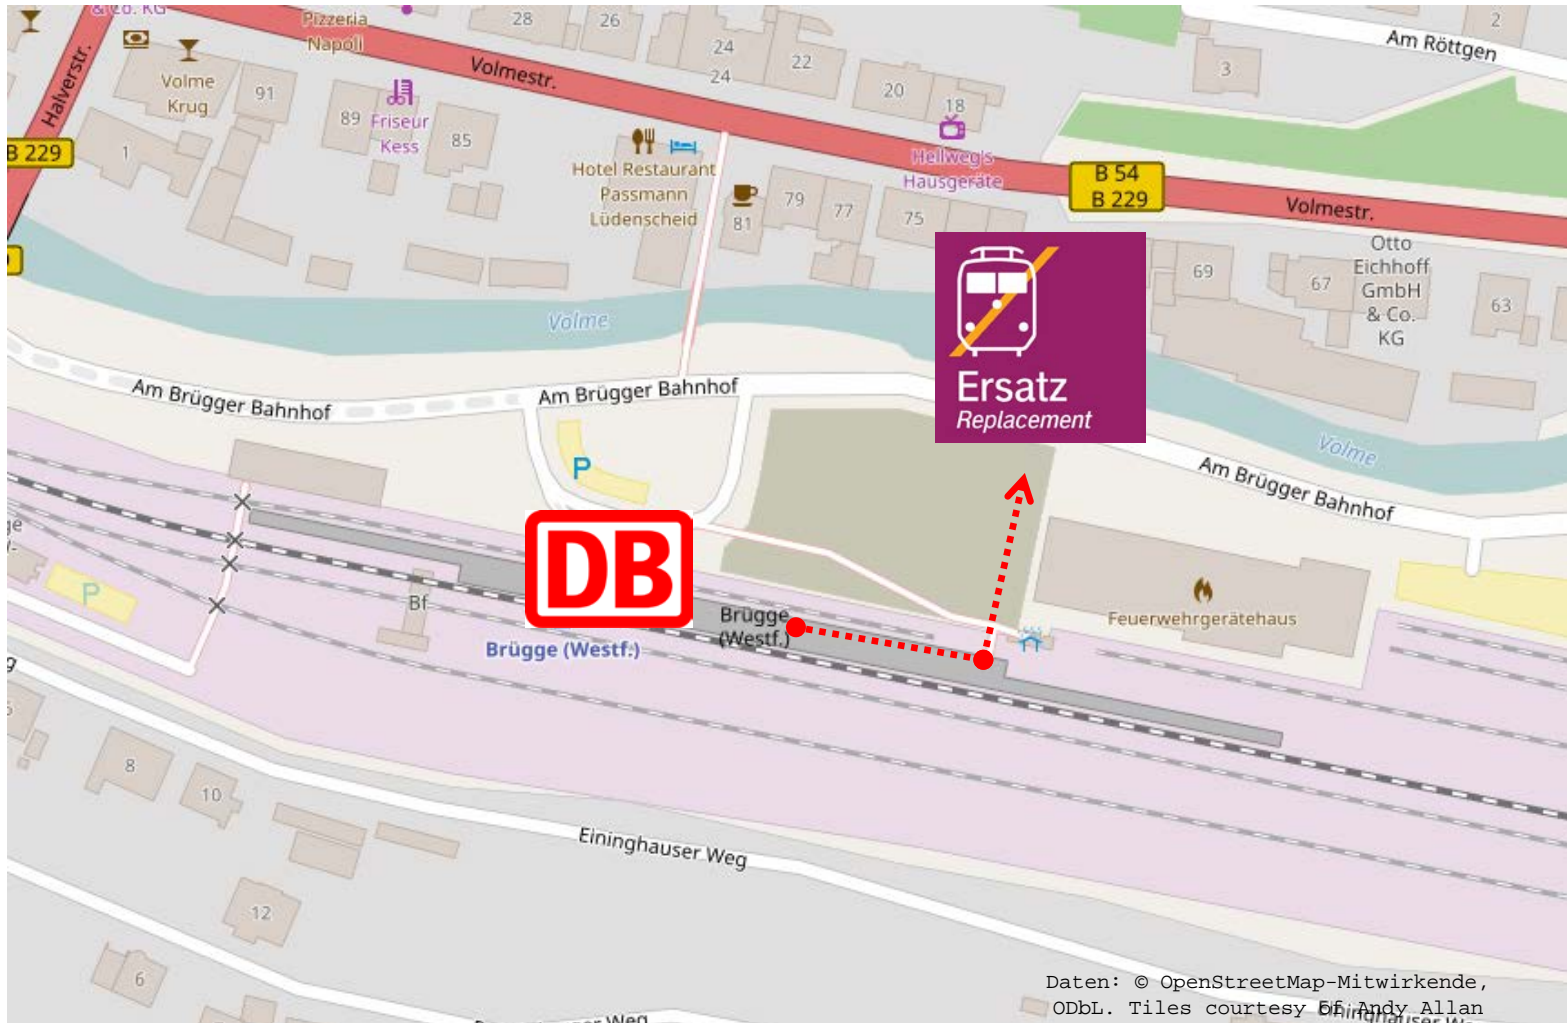 & Co. KG
Pizzeria
Napoli
28
26
24
24
22
20
18
2
Am Röttgen
3
Halverstr.
Volmestr.
Volme
Krug
91
89
Friseur
Kess
85
1
B 229
Hotel Restaurant
Passmann
Lüdenscheid
81
79
77
75
Hellweg's
Hausgeräte
B 54
B 229
Volmestr.
69
67
Otto
Eichhoff
GmbH
& Co.
KG
63
Volme
Ersatz
Replacement
Am Brügger Bahnhof
Am Brügger Bahnhof
P
Volme
Am Brügger Bahnhof
DB
P
Bf
Brügge
(Westf.)
Brügge (Westf.)
Feuerwehrgerätehaus
8
10
Eininghauser Weg
12
6
Daten: © OpenStreetMap-Mitwirkende,
ODbL. Tiles courtesy of Andy Allan